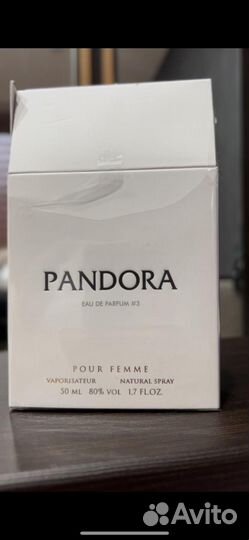 PANDORA
EAU DE PARFUM #3
POUR FEMME
VAPORISATEUR NATURAL SPRAY
50 ML 80% VOL 1.7 FL.OZ.
Avito